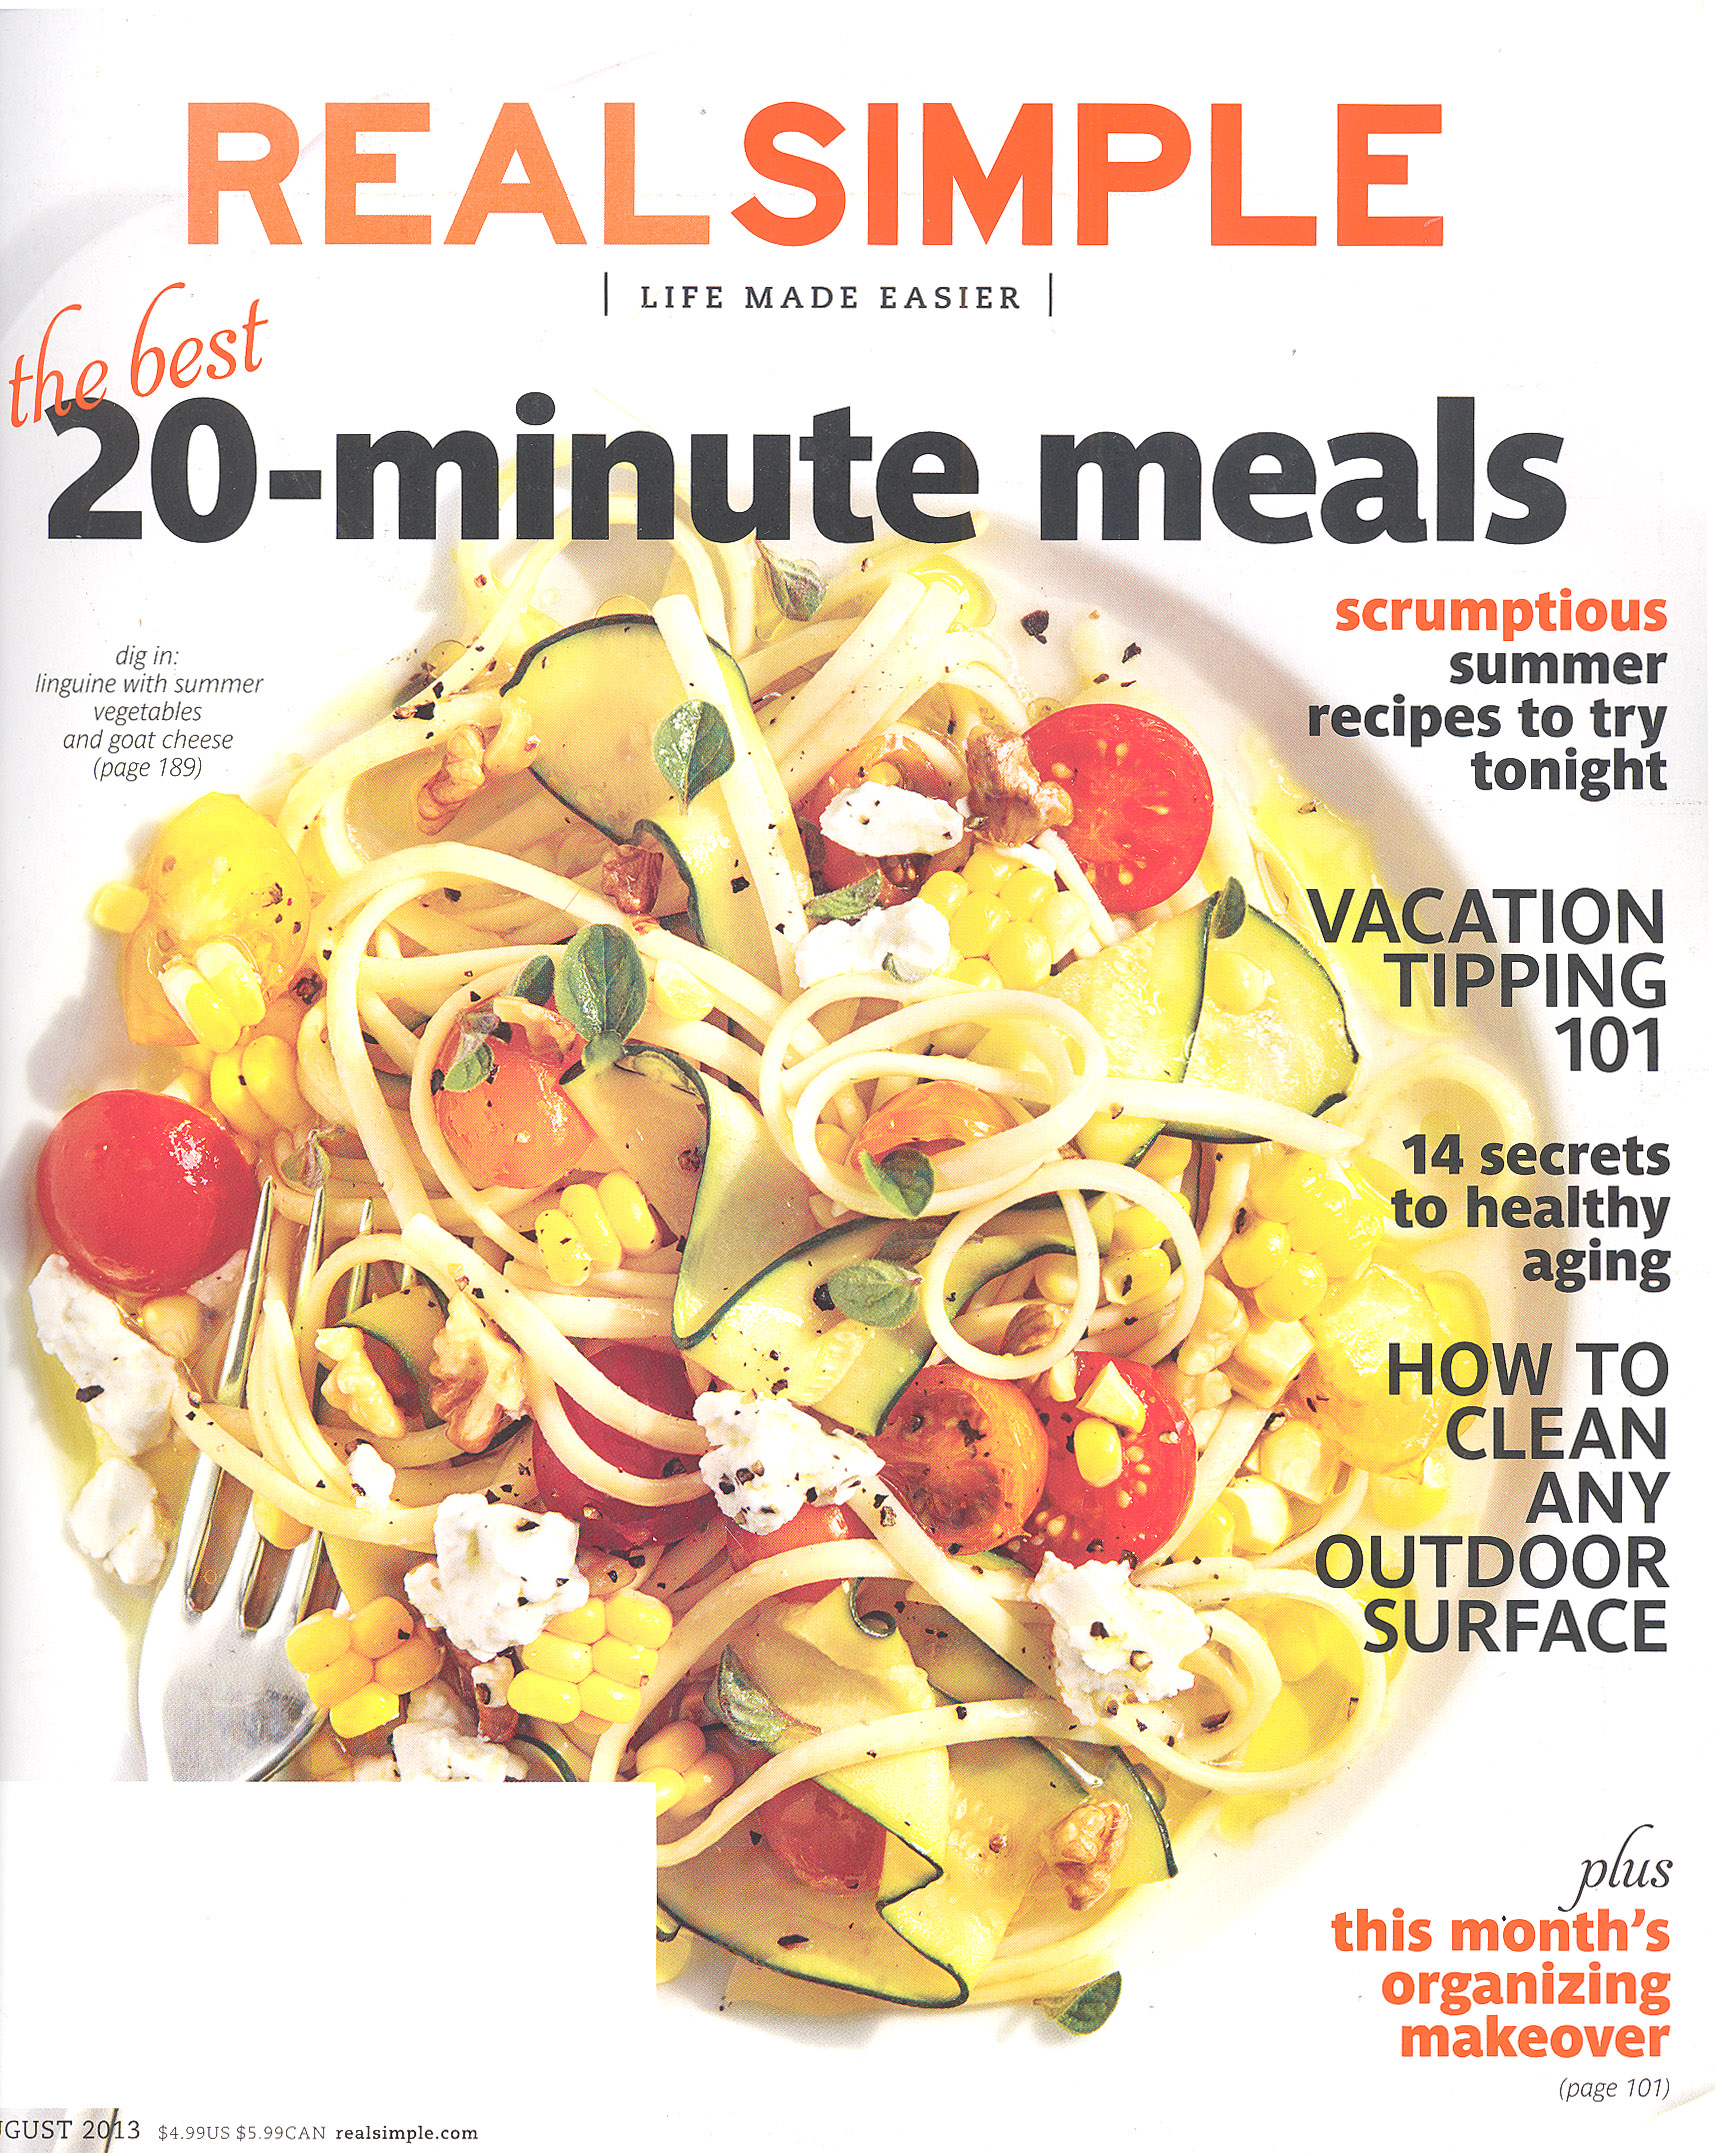 REAL SIMPLE
| LIFE MADE EASIER |
the best
20-minute meals
dig in:
linguine with summer
vegetables
and goat cheese
(page 189)
scrumptious
summer
recipes to try
tonight
VACATION
TIPPING
101
14 secrets
to healthy
aging
HOW TO
CLEAN
ANY
OUTDOOR
SURFACE
plus
this month's
organizing
makeover
(page 101)
UGUST 2013 $4.99US $5.99CAN realsimple.com